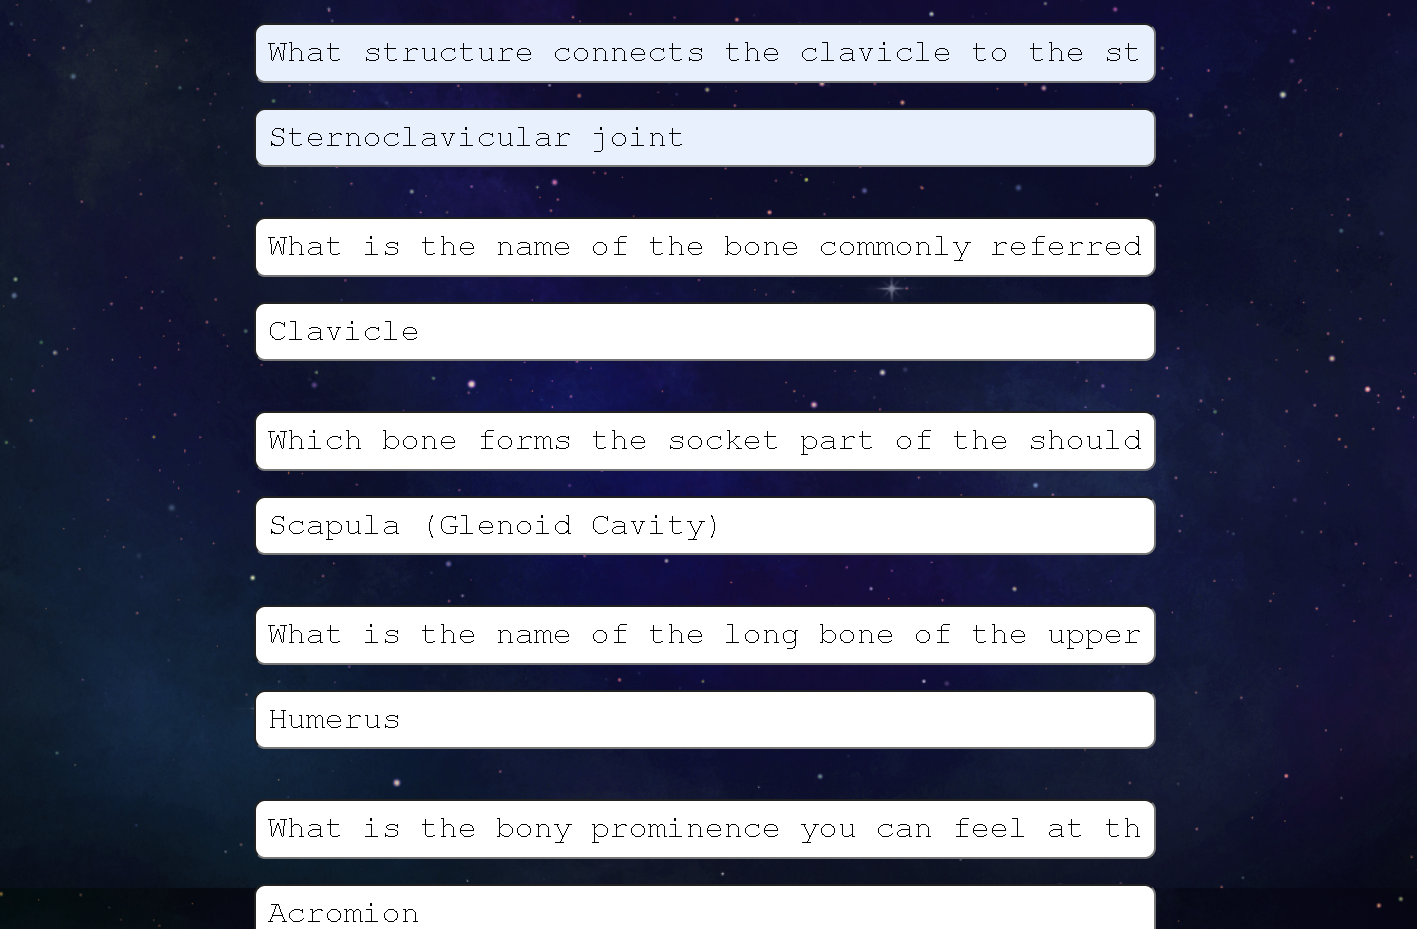 What structure connects the clavicle to the st
Sternoclavicular joint
What is the name of the bone commonly referred
Clavicle
Which bone forms the socket part of the should
Scapula (Glenoid Cavity)
What is the name of the long bone of the upper
Humerus
What is the bony prominence you can feel at th
Acromion